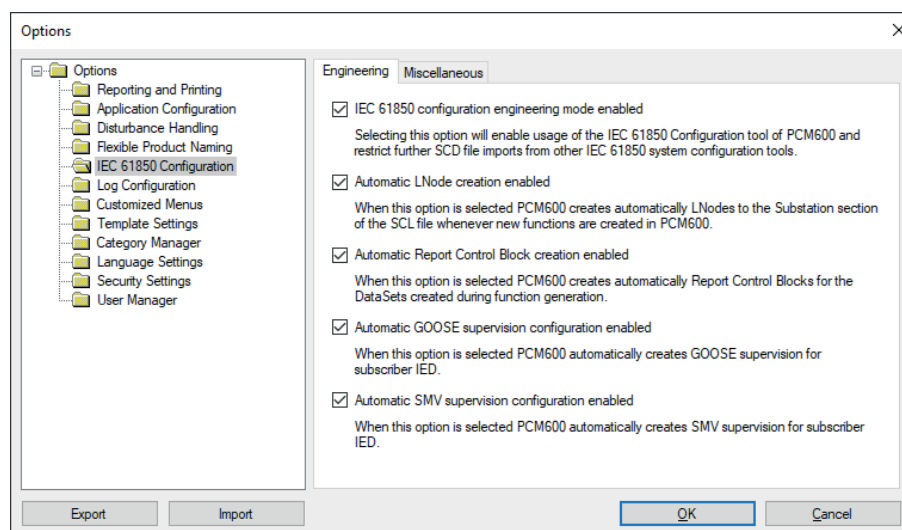 Options
Options
Reporting and Printing
Application Configuration
Disturbance Handling
Flexible Product Naming
IEC 61850 Configuration
Log Configuration
Customized Menus
Template Settings
Category Manager
Language Settings
Security Settings
User Manager
Engineering Miscellaneous
IEC 61850 configuration engineering mode enabled
Selecting this option will enable usage of the IEC 61850 Configuration tool of PCM600 and
restrict further SCD file imports from other IEC 61850 system configuration tools.
Automatic LNode creation enabled
When this option is selected PCM600 creates automatically LNodes to the Substation section
of the SCL file whenever new functions are created in PCM600.
Automatic Report Control Block creation enabled
When this option is selected PCM600 creates automatically Report Control Blocks for the
DataSets created during function generation.
Automatic GOOSE supervision configuration enabled
When this option is selected PCM600 automatically creates GOOSE supervision for
subscriber IED.
Automatic SMV supervision configuration enabled
When this option is selected PCM600 automatically creates SMV supervision for subscriber
IED.
Export Import OK Cancel